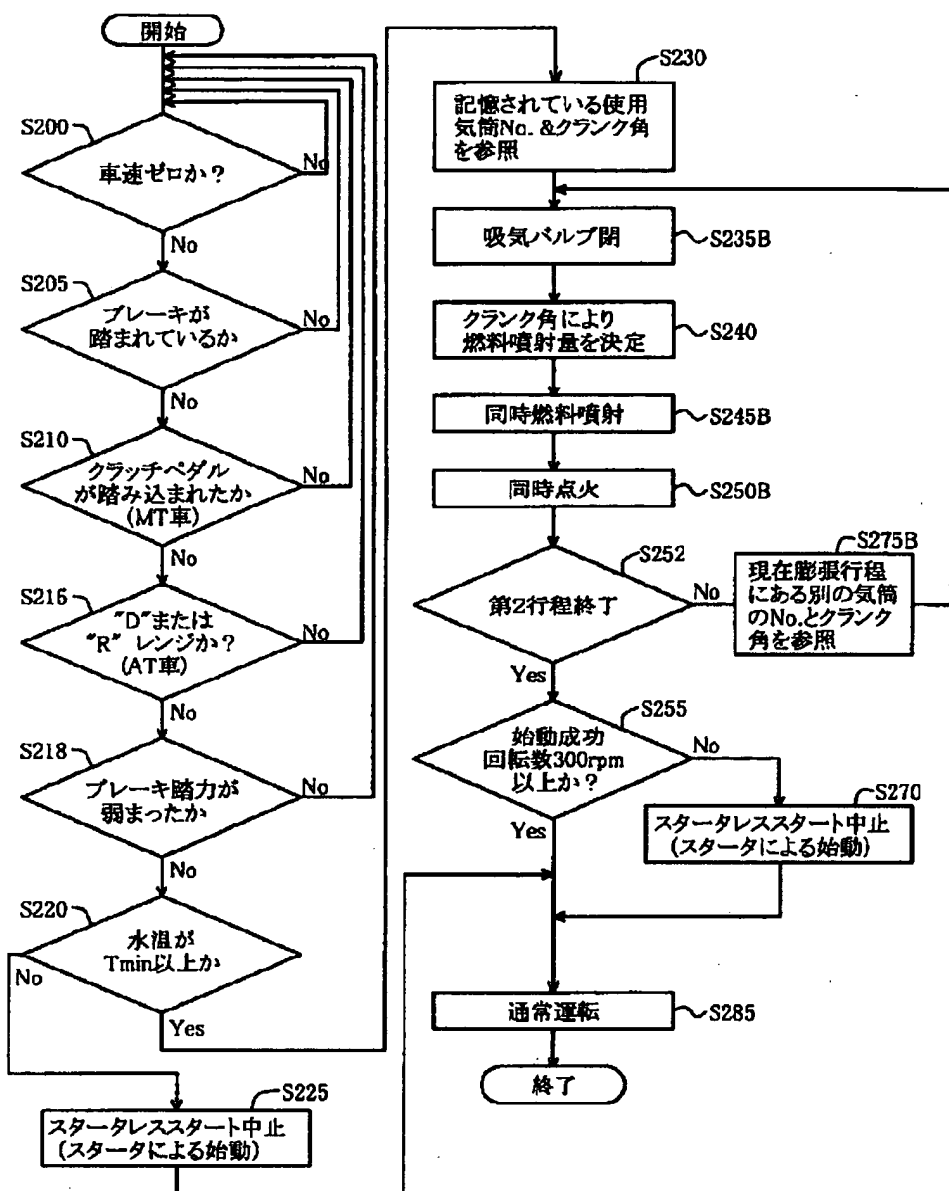 開始
S200
車速ゼロか？
No
No
S205
ブレーキが
踏まれているか
No
No
S210
クラッチペダル
が踏み込まれたか
(MT車)
No
No
S215
"D"または
"R" レンジか？
(AT車)
No
No
S218
ブレーキ踏力が
弱まったか
No
No
S220
水温が
Tmin以上か
No
Yes
S225
スタータレススタート中止
(スタータによる始動)
S230
記憶されている使用
気筒No.&クランク角
を参照
吸気バルブ閉
S235B
クランク角により
燃料噴射量を決定
S240
同時燃料噴射
S245B
同時点火
S250B
S252
第2行程終了
No
Yes
S275B
現在膨張行程
にある別の気筒
のNo.とクランク
角を参照
S255
始動成功
回転数300rpm
以上か？
No
Yes
S270
スタータレススタート中止
(スタータによる始動)
通常運転
S285
終了